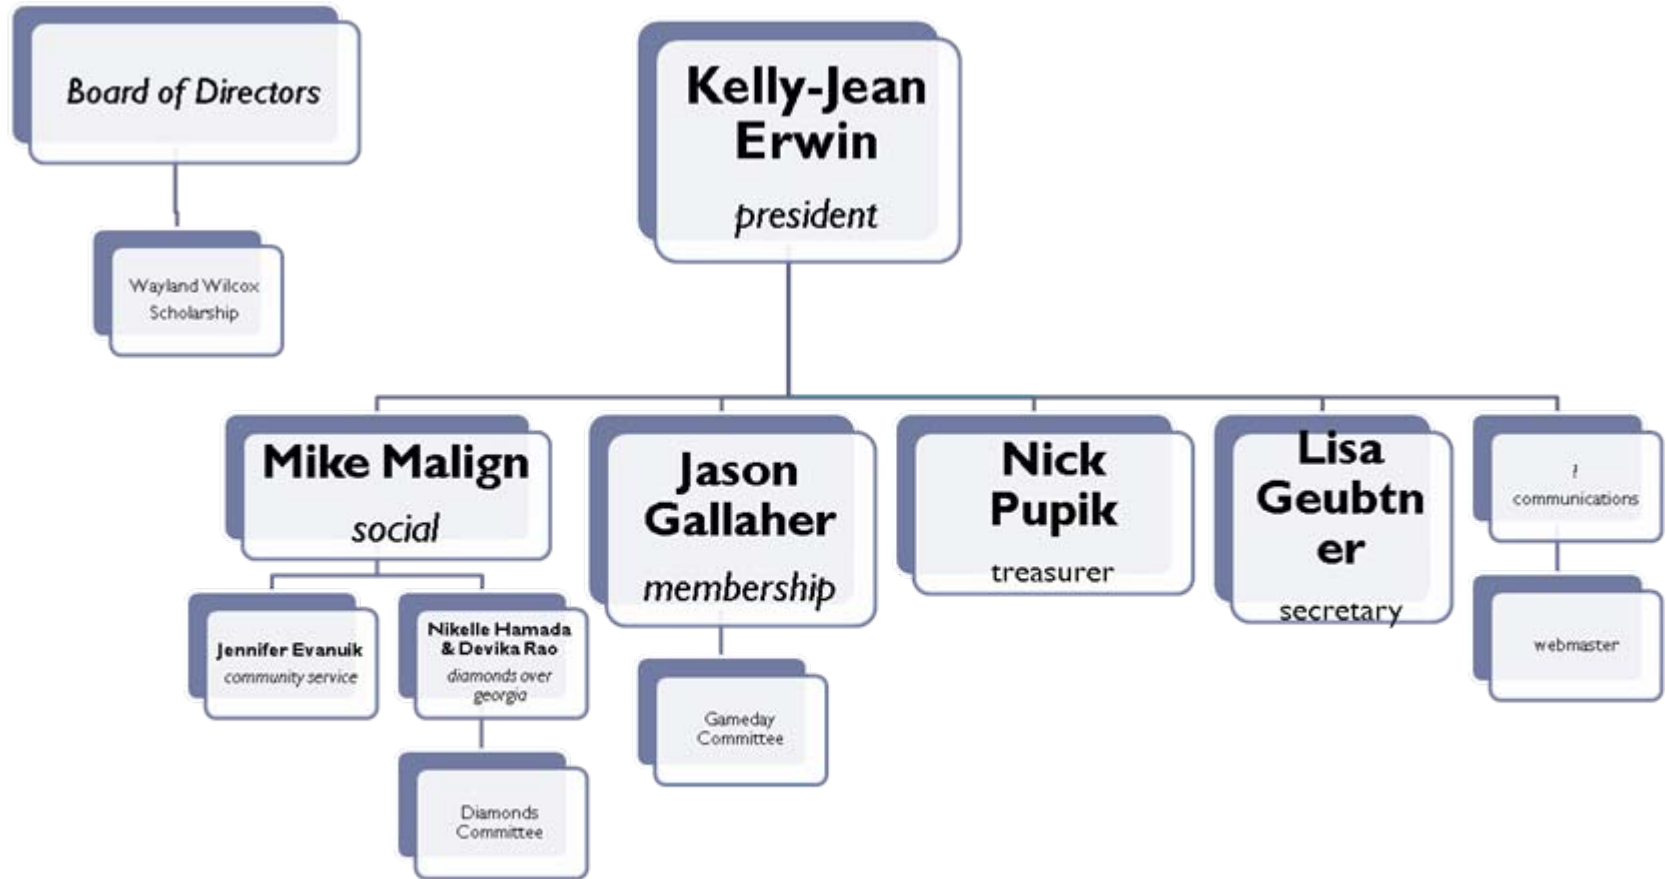 Board of Directors
Wayland Wilcox
Scholarship
Kelly-Jean
Erwin
president
Mike Malign
social
Jennifer Evanuik
community service
Nikelle Hamada
& Devika Rao
diamonds over
georgia
Diamonds
Committee
Jason
Gallaher
membership
Gameday
Committee
Nick
Pupik
treasurer
Lisa
Geubtn
er
secretary
?
communications
webmaster